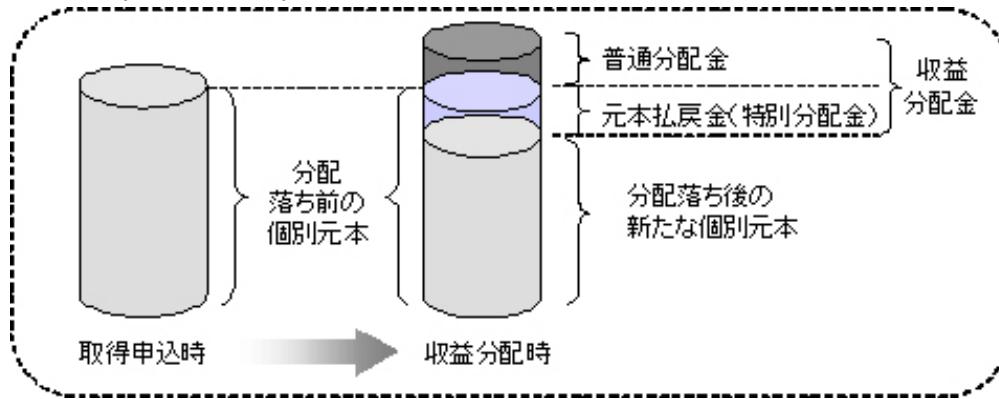 普通分配金
収益
分配金
元本払戻金(特別分配金)
分配
落ち前の
個別元本
分配落ち後の
新たな個別元本
取得申込時
収益分配時